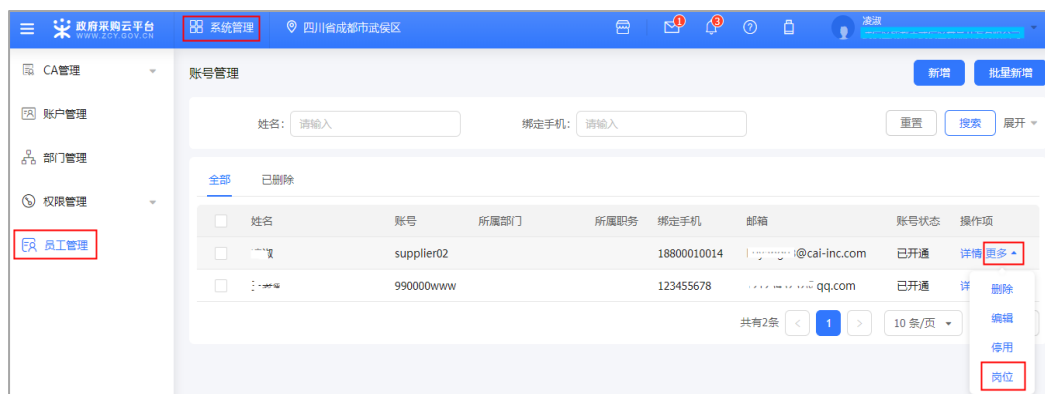 政府采购云平台
WWW.ZCY.GOV.CN
系统管理
四川省成都市武侯区
1
3
凌淑
CA管理
账户管理
部门管理
权限管理
员工管理
账号管理
新增
批量新增
姓名: 请输入
绑定手机: 请输入
重置
搜索
展开
全部
已删除
姓名 账号 所属部门 所属职务 绑定手机 邮箱 账号状态 操作项
supplier02 18800010014 @cai-inc.com 已开通 详情 更多
990000www 123455678 qq.com 已开通 详
共有2条 < 1 > 10 条/页
删除
编辑
停用
岗位